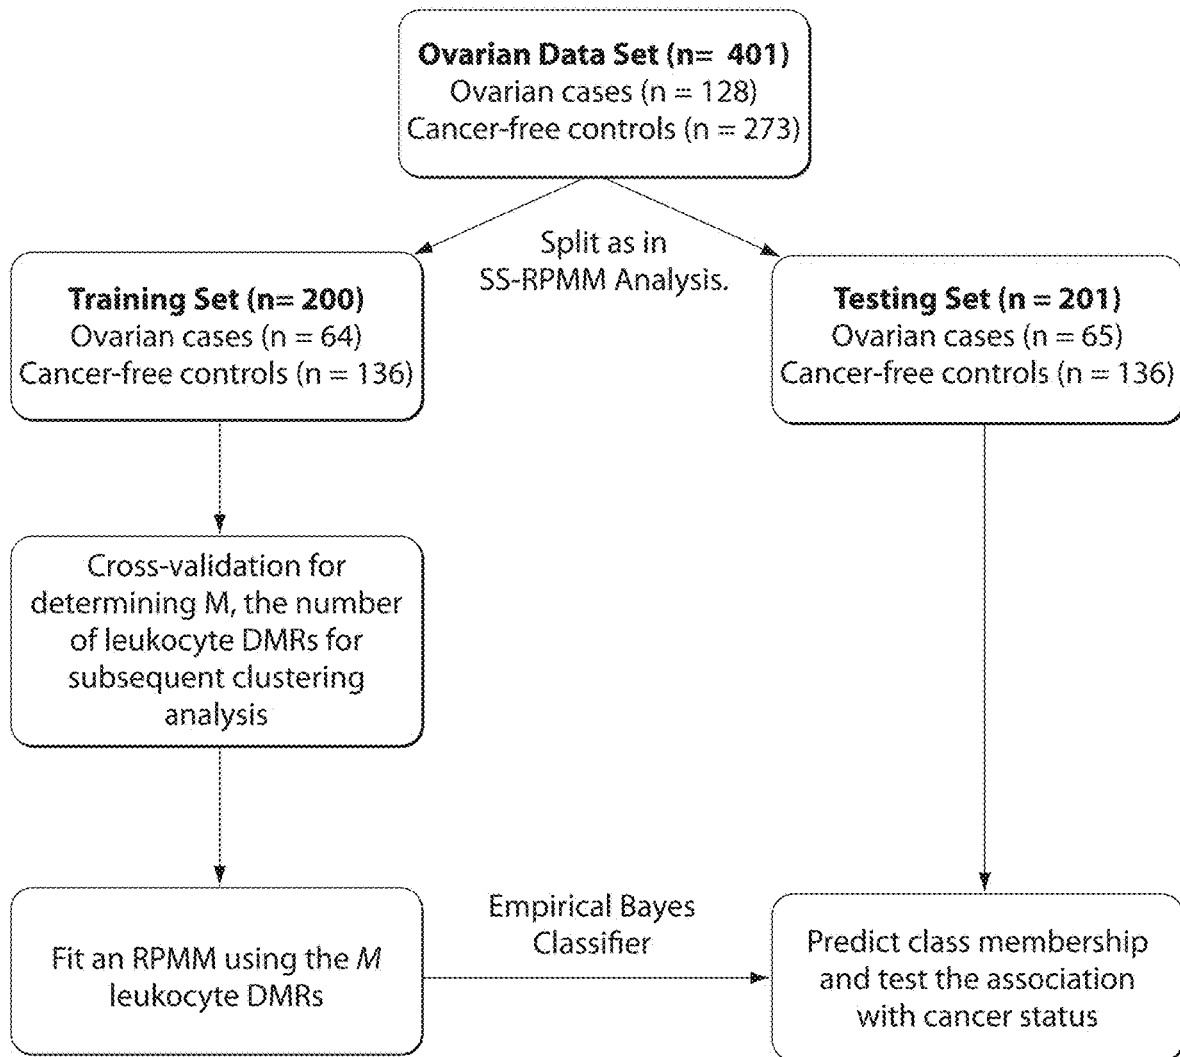 Ovarian Data Set (n= 401)
Ovarian cases (n = 128)
Cancer-free controls (n = 273)
Split as in
SS-RPMM Analysis.
Training Set (n= 200)
Ovarian cases (n = 64)
Cancer-free controls (n = 136)
Testing Set (n = 201)
Ovarian cases (n = 65)
Cancer-free controls (n = 136)
Cross-validation for
determining M, the number
of leukocyte DMRs for
subsequent clustering
analysis
Fit an RPMM using the M
leukocyte DMRs
Empirical Bayes
Classifier
Predict class membership
and test the association
with cancer status